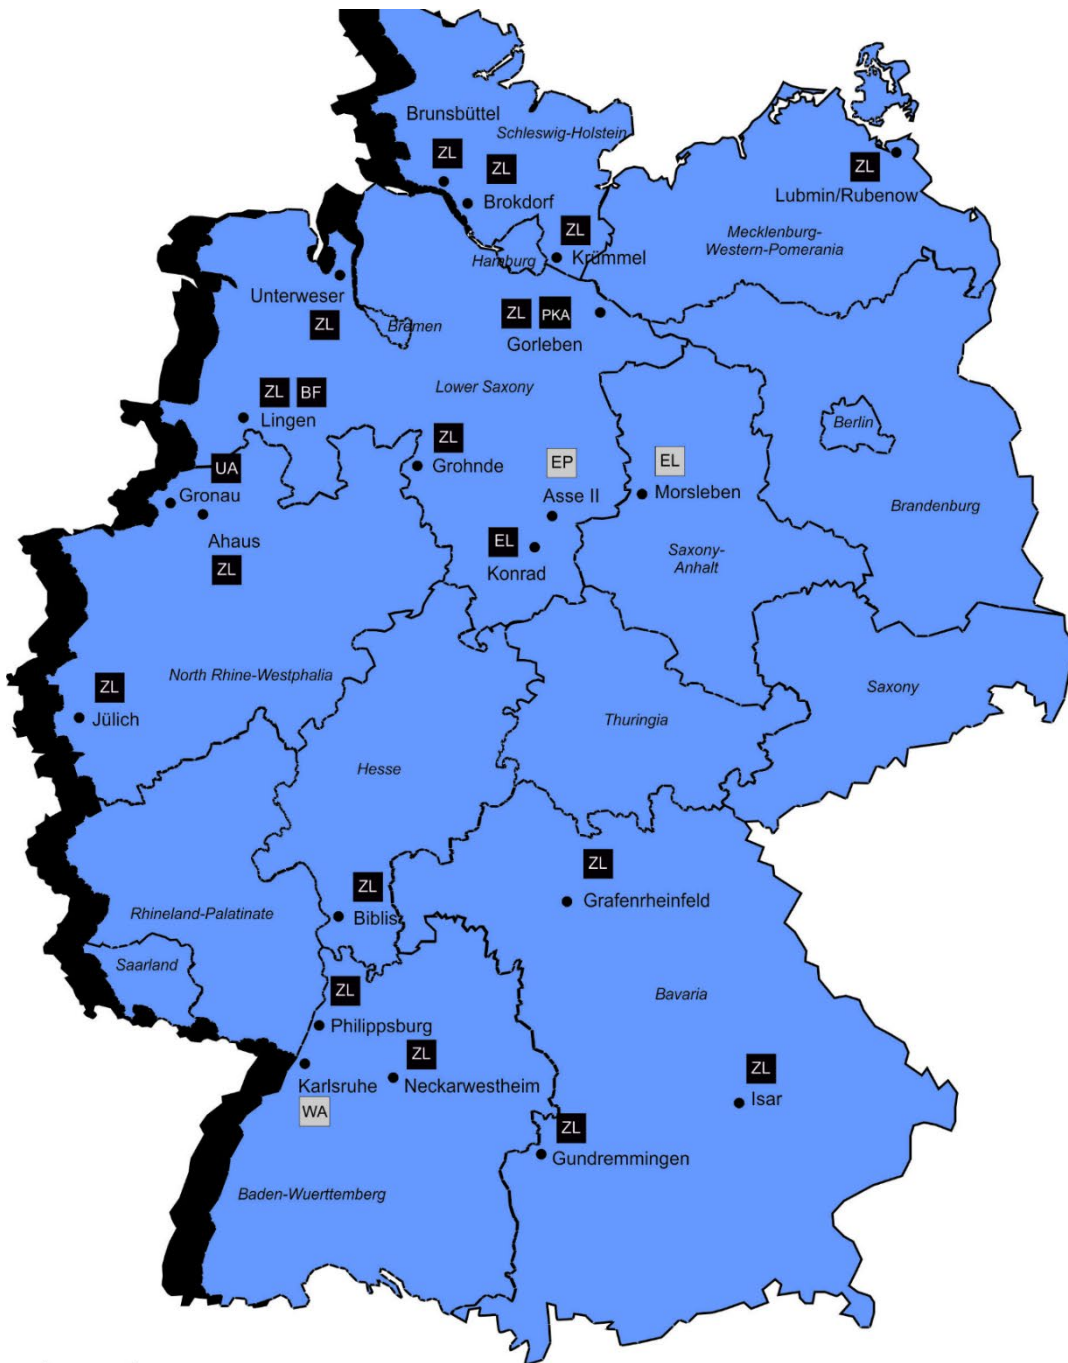 Brunsbüttel
Schleswig-Holstein
ZL
ZL
ZL
Brokdorf
Lubmin/Rubenow
ZL
Mecklenburg-
Western-Pomerania
Hamburg
Krümmel
Unterweser
ZL
Bremen
ZL PKA
Gorleben
Lower Saxony
ZL BF
Lingen
Berlin
ZL
Grohnde
UA
Gronau
EP
Asse II
EL
Morsleben
Brandenburg
Ahaus
ZL
EL
Konrad
Saxony-
Anhalt
North Rhine-Westphalia
ZL
Jülich
Saxony
Thuringia
Hesse
ZL
Grafenrheinfeld
ZL
Biblis
Rhineland-Palatinate
Saarland
Bavaria
ZL
Philippsburg
ZL
Karlsruhe
Neckarwestheim
WA
ZL
Isar
ZL
Gundremmingen
Baden-Wuerttemberg